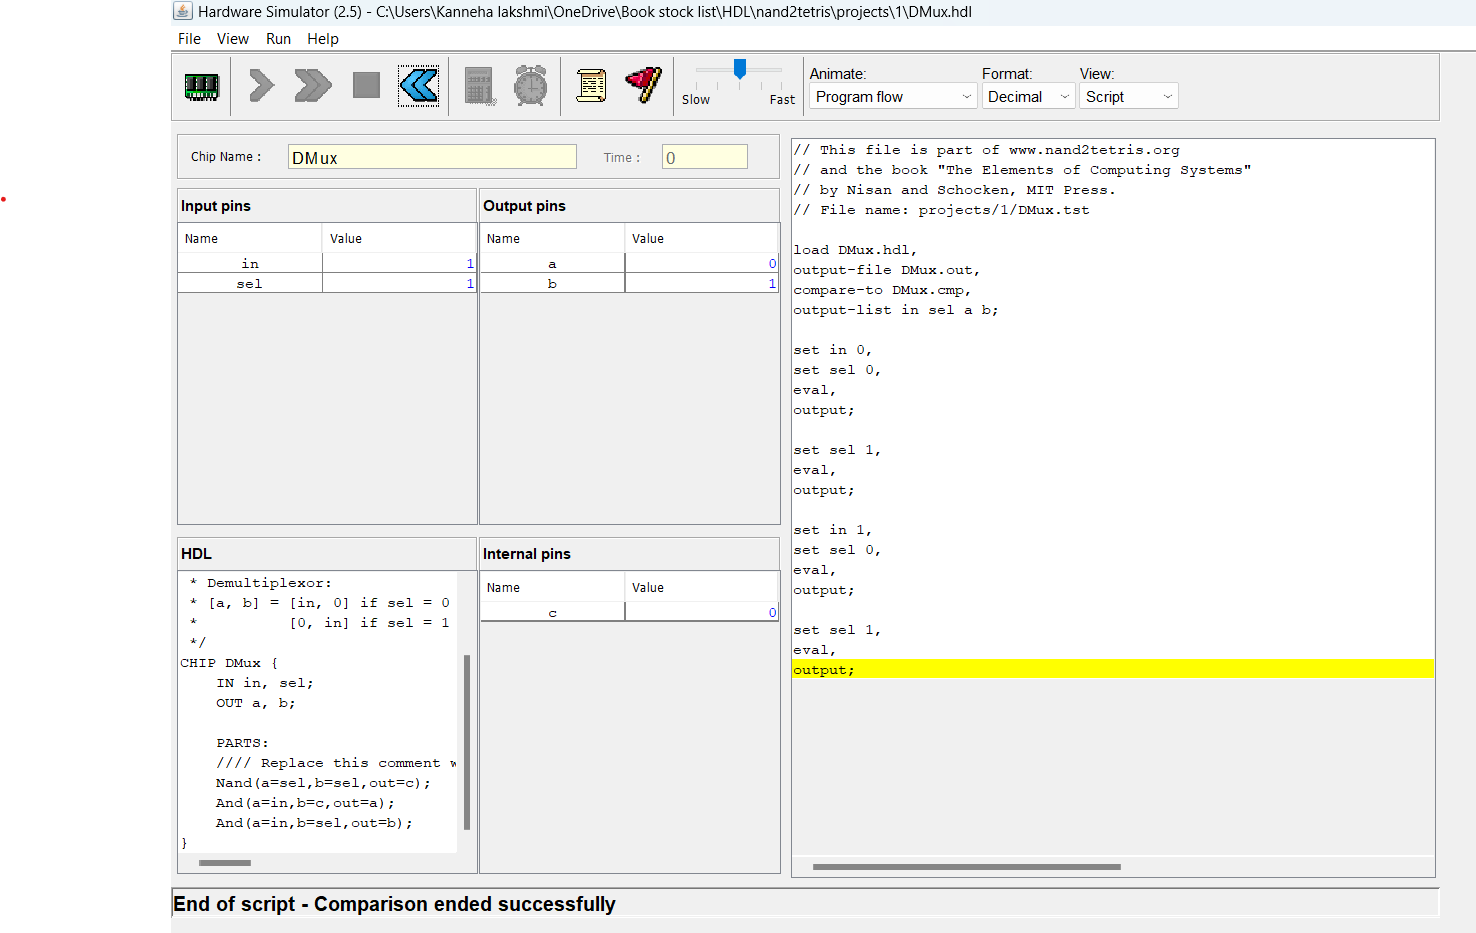 Hardware Simulator (2.5) - C:\Users\Kanneha lakshmi\OneDrive\Book stock list\HDL\nand2tetris\projects\1\DMux.hdl
File View Run Help
Slow Fast
Animate: Format: View:
Program flow Decimal Script
Chip Name : DMux Time : 0
Input pins
Name Value
in 1
sel 1
Output pins
Name Value
a 0
b 1
HDL
* Demultiplexor:
* [a, b] = [in, 0] if sel = 0
* [0, in] if sel = 1
*/
CHIP DMux {
IN in, sel;
OUT a, b;
PARTS:
//// Replace this comment w
Nand(a=sel,b=sel,out=c);
And(a=in,b=c,out=a);
And(a=in,b=sel,out=b);
}
Internal pins
Name Value
c 0
// This file is part of www.nand2tetris.org
// and the book "The Elements of Computing Systems"
// by Nisan and Schocken, MIT Press.
// File name: projects/1/DMux.tst
load DMux.hdl,
output-file DMux.out,
compare-to DMux.cmp,
output-list in sel a b;
set in 0,
set sel 0,
eval,
output;
set sel 1,
eval,
output;
set in 1,
set sel 0,
eval,
output;
set sel 1,
eval,
output;
End of script - Comparison ended successfully